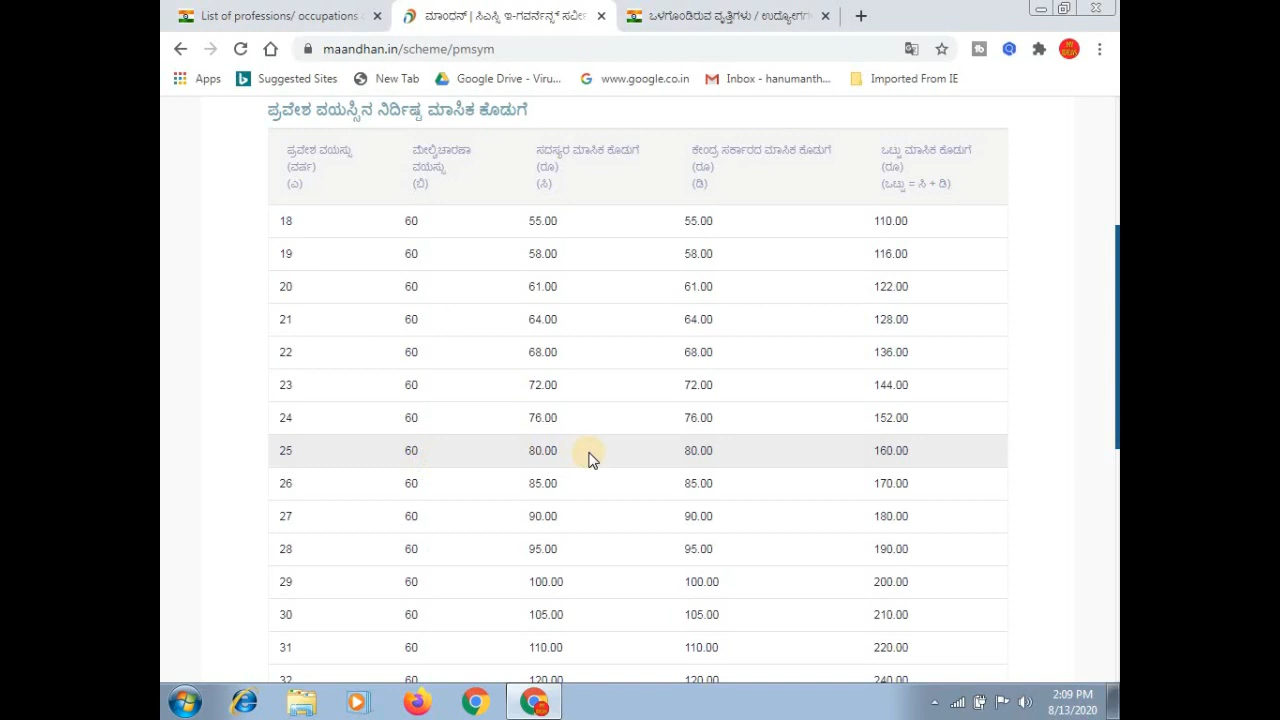 List of professions/ occupations
ಮಾಂಧನ್ | ಸಿಎಸ್ಸಿ ಇ-ಗವರ್ನೆನ್ಸ್ ಸರ್ವೀ
ಒಳಗೊಂಡಿರುವ ವೃತ್ತಿಗಳು / ಉದ್ಯೋಗಗ
maandhan.in/scheme/pmsym
Apps Suggested Sites New Tab Google Drive - Viru... www.google.co.in Inbox - hanumanth... Imported From IE
ಪ್ರವೇಶ ವಯಸ್ಸಿನ ನಿರ್ದಿಷ್ಟ ಮಾಸಿಕ ಕೊಡುಗೆ
ಪ್ರವೇಶ ವಯಸ್ಸು ಮೇಲ್ವಿಚಾರಣಾ ಸದಸ್ಯರ ಮಾಸಿಕ ಕೊಡುಗೆ ಕೇಂದ್ರ ಸರ್ಕಾರದ ಮಾಸಿಕ ಕೊಡುಗೆ ಒಟ್ಟು ಮಾಸಿಕ ಕೊಡುಗೆ
(ವರ್ಷ) ವಯಸ್ಸು (ರೂ) (ರೂ) (ರೂ)
(ಎ) (ಬಿ) (ಸಿ) (ಡಿ) (ಒಟ್ಟು = ಸಿ + ಡಿ)
18 60 55.00 55.00 110.00
19 60 58.00 58.00 116.00
20 60 61.00 61.00 122.00
21 60 64.00 64.00 128.00
22 60 68.00 68.00 136.00
23 60 72.00 72.00 144.00
24 60 76.00 76.00 152.00
25 60 80.00 80.00 160.00
26 60 85.00 85.00 170.00
27 60 90.00 90.00 180.00
28 60 95.00 95.00 190.00
29 60 100.00 100.00 200.00
30 60 105.00 105.00 210.00
31 60 110.00 110.00 220.00
32 60 120.00 120.00 240.00
2:09 PM
8/13/2020